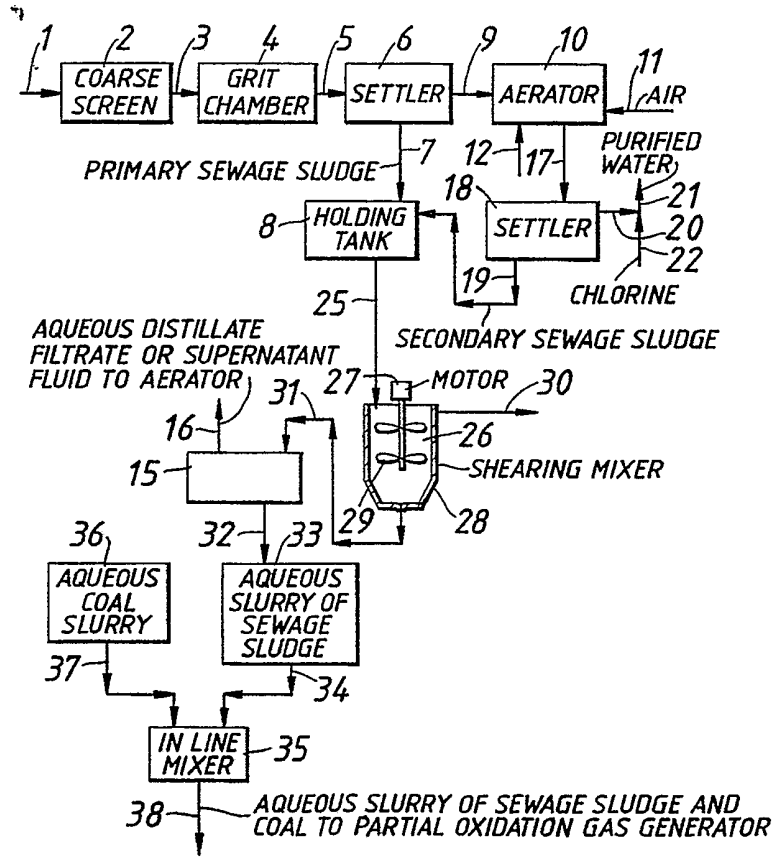 1
2
3
4
5
6
9
10
COARSE
SCREEN
GRIT
CHAMBER
SETTLER
AERATOR
11
AIR
PRIMARY SEWAGE SLUDGE
7
12
17
PURIFIED
WATER
18
21
8
HOLDING
TANK
SETTLER
20
22
19
CHLORINE
25
SECONDARY SEWAGE SLUDGE
AQUEOUS DISTILLATE
FILTRATE OR SUPERNATANT
FLUID TO AERATOR
27
MOTOR
30
31
16
26
15
SHEARING MIXER
29
28
32
33
36
AQUEOUS
COAL
SLURRY
AQUEOUS
SLURRY OF
SEWAGE
SLUDGE
37
34
IN LINE
MIXER
35
38
AQUEOUS SLURRY OF SEWAGE SLUDGE AND
COAL TO PARTIAL OXIDATION GAS GENERATOR